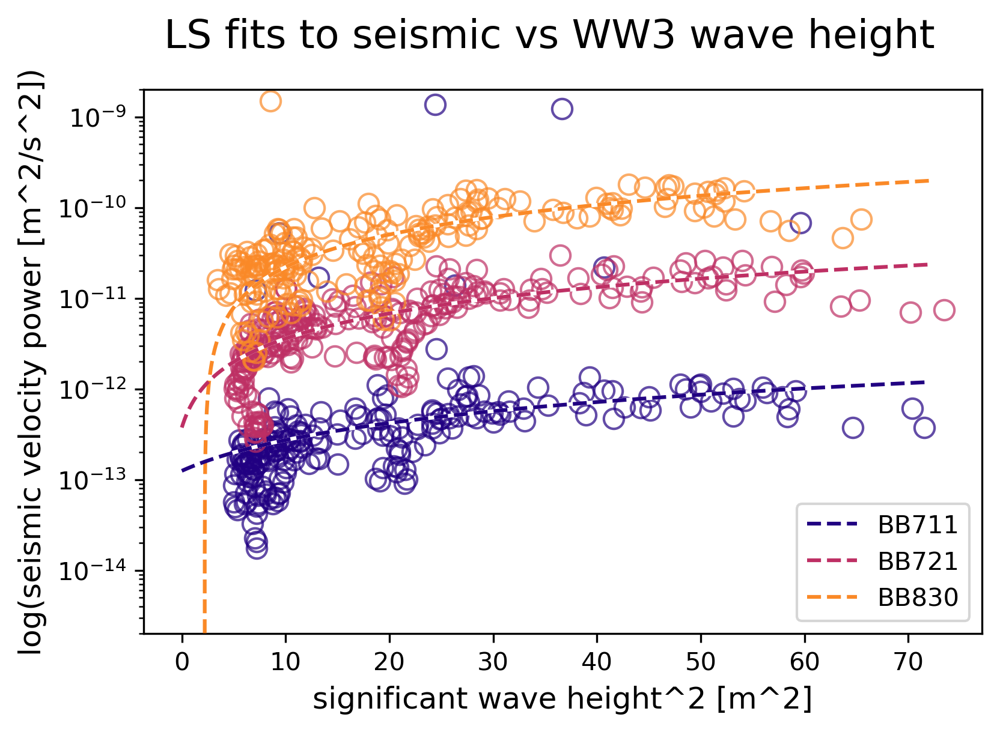 LS fits to seismic vs WW3 wave height
log(seismic velocity power [m^2/s^2])
10⁻⁹
10⁻¹⁰
10⁻¹¹
10⁻¹²
10⁻¹³
10⁻¹⁴
BB711
BB721
BB830
0 10 20 30 40 50 60 70
significant wave height^2 [m^2]